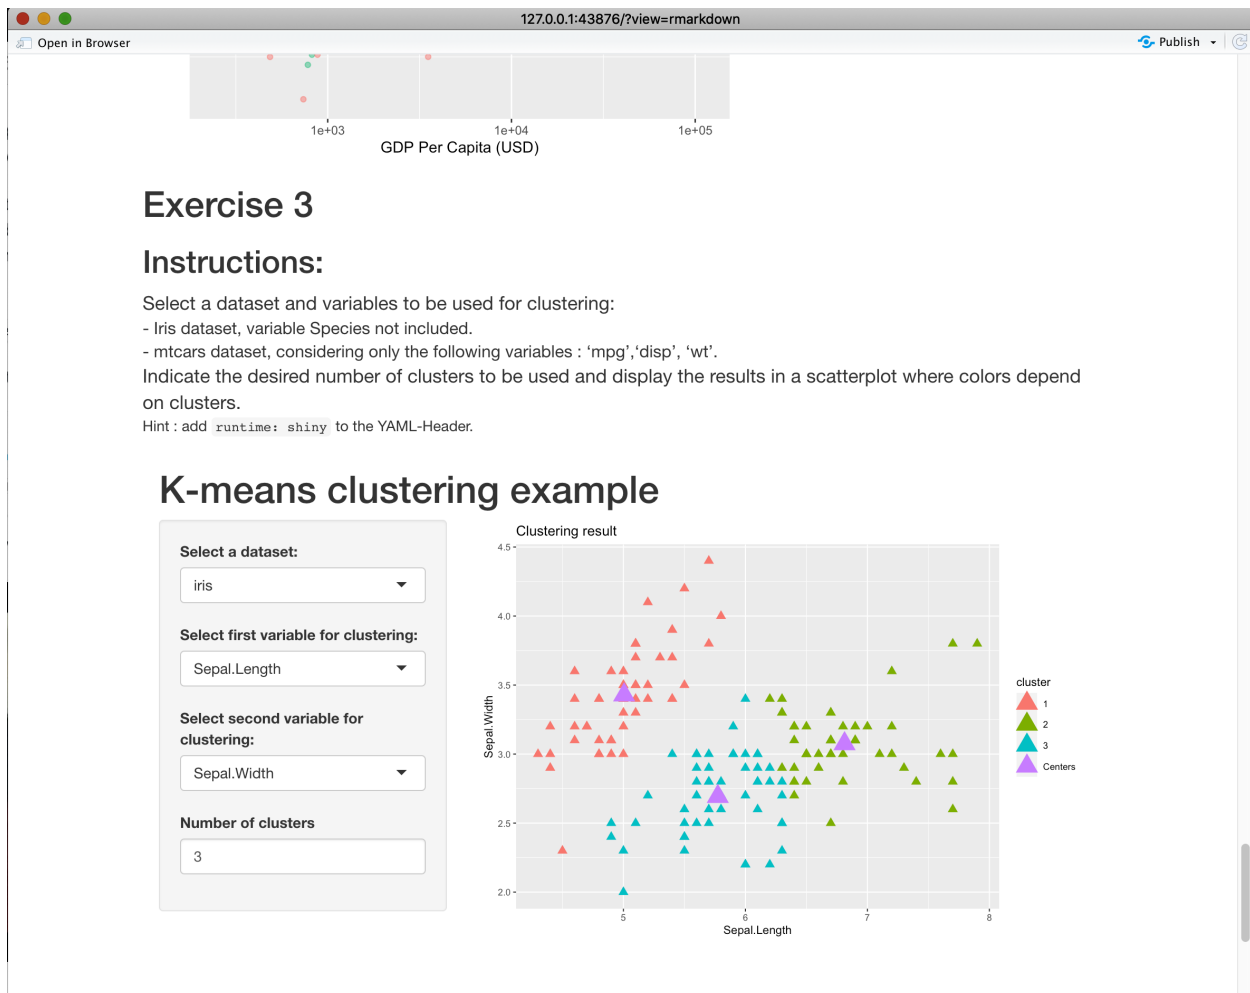 127.0.0.1:43876/?view=rmarkdown
Open in Browser
Publish
1e+03 1e+04 1e+05
GDP Per Capita (USD)
Exercise 3
Instructions:
Select a dataset and variables to be used for clustering:
- Iris dataset, variable Species not included.
- mtcars dataset, considering only the following variables : ‘mpg’,‘disp’, ‘wt’.
Indicate the desired number of clusters to be used and display the results in a scatterplot where colors depend
on clusters.
Hint : add runtime: shiny to the YAML-Header.
K-means clustering example
Select a dataset:
iris
Select first variable for clustering:
Sepal.Length
Select second variable for
clustering:
Sepal.Width
Number of clusters
3
Clustering result
4.5
4.0
3.5
3.0
2.5
2.0
Sepal.Width
5 6 7 8
Sepal.Length
cluster
1
2
3
Centers